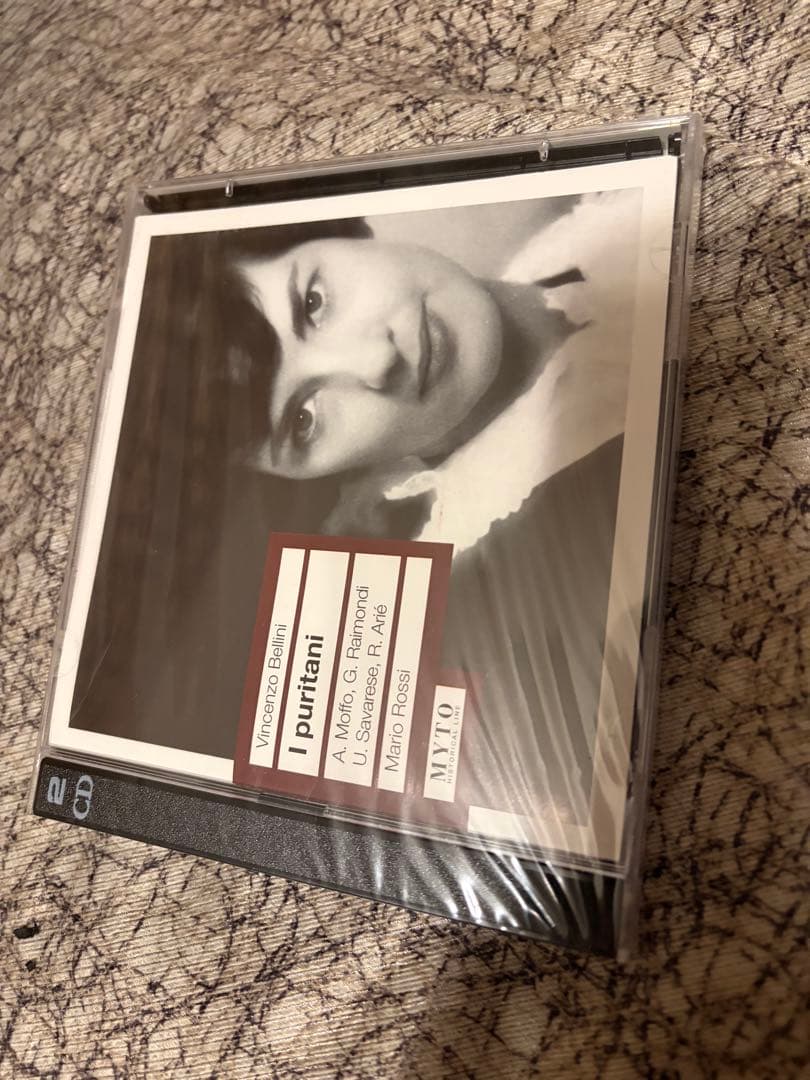 Vincenzo Bellini
I puritani
A. Moffo, G. Raimondi
U. Savarese, R. Arié
Mario Rossi
MYTO
HISTORICAL LINE
2
CD